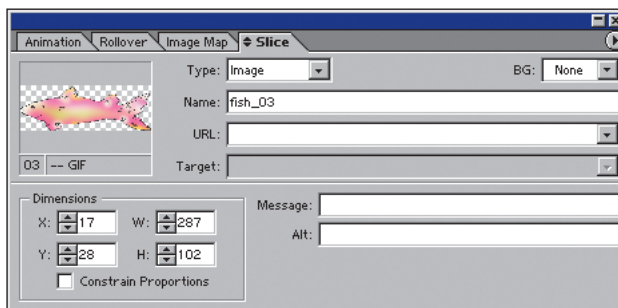 Animation Rollover Image Map Slice
Type: Image BG: None
Name: fish_03
URL:
03 -- GIF Target:
Dimensions
Message:
X: 17 W: 287
Alt:
Y: 28 H: 102
Constrain Proportions